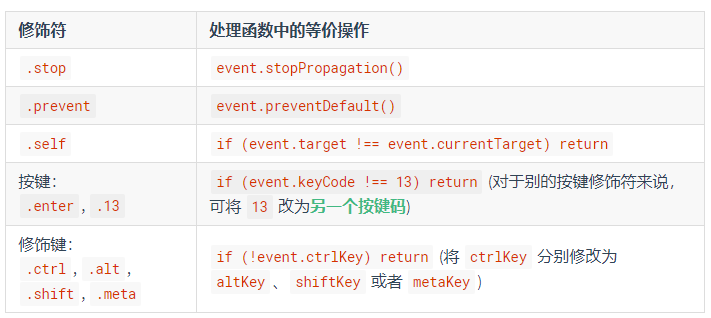 修饰符 处理函数中的等价操作
.stop event.stopPropagation()
.prevent event.preventDefault()
.self if (event.target !== event.currentTarget) return
按键：
.enter , .13
if (event.keyCode !== 13) return (对于别的按键修饰符来说，
可将 13 改为另一个按键码)
修饰键：
.ctrl , .alt ,
.shift , .meta
if (!event.ctrlKey) return (将 ctrlKey 分别修改为
altKey 、 shiftKey 或者 metaKey )